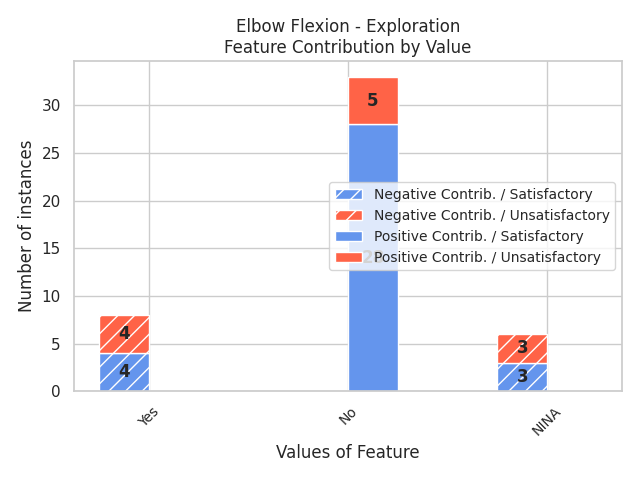 Elbow Flexion - Exploration
Feature Contribution by Value
Number of instances
30
25
20
15
10
5
0
5
4
4
3
3
Negative Contrib. / Satisfactory
Negative Contrib. / Unsatisfactory
Positive Contrib. / Satisfactory
Positive Contrib. / Unsatisfactory
Yes
No
NINA
Values of Feature